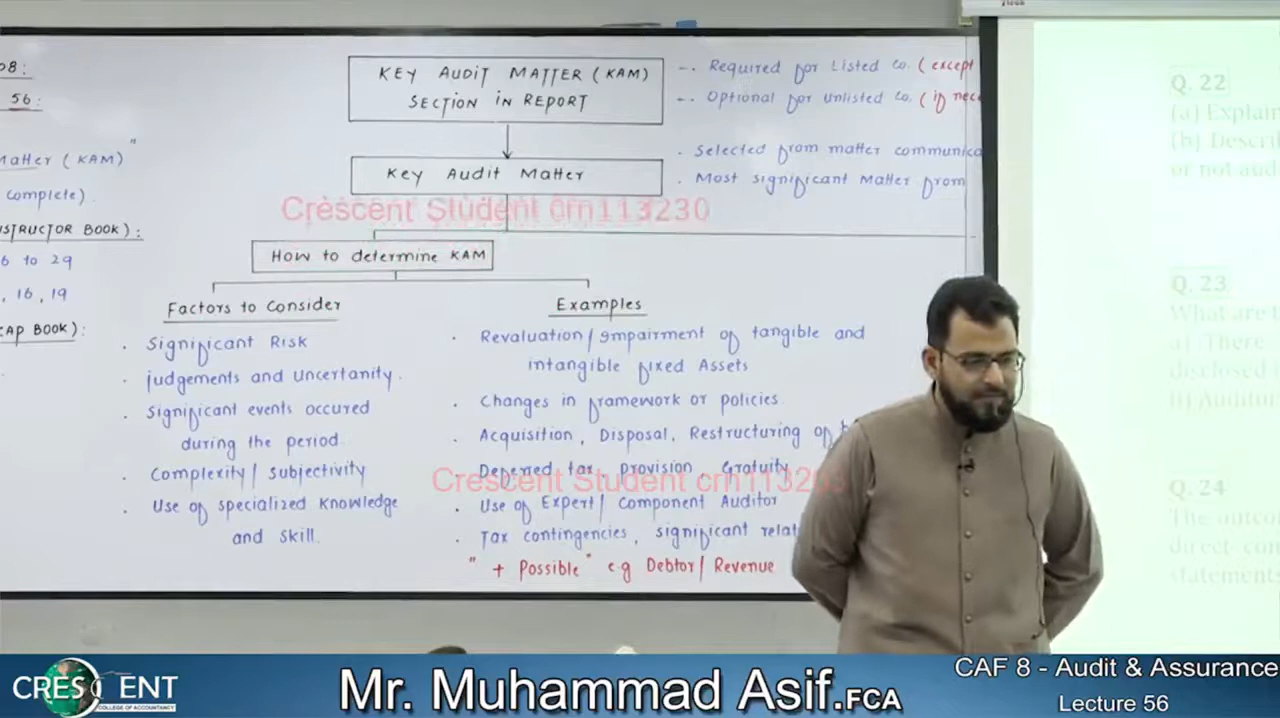 08:
56:
Matter (KAM)"
complete)
STRUCTOR BOOK):
6 to 29
, 16, 19
CAP BOOK):
KEY AUDIT MATTER (KAM)
SECTION IN REPORT
-. Required for Listed Co. (except
-. Optional for unlisted Co. (if nec
Key Audit Matter
. Selected from matter communica
. Most significant Matter from
Crescent Student crn113230
How to determine KAM
Factors to Consider
. Significant Risk
. judgements and uncertanity.
. Significant events occured
during the period.
. Complexity / subjectivity
. Use of specialized knowledge
and skill.
Examples
. Revaluation / Impairment of tangible and
intangible fixed Assets
. Changes in framework or policies.
. Acquisition, Disposal, Restructuring of
Deferred tax, provision, Gratuity
Crescent Student crn113203
. Use of Expert / Component Auditor
. Tax contingencies, significant relat
" + Possible " e.g Debtor / Revenue
Q. 22
(a) Explain
(b) Descri
or not aud
Q. 23
What are t
a) There
disclosed
ii) Auditor
Q. 24
The outco
direct con
statements
CRESCENT
COLLEGE OF ACCOUNTANCY
Mr. Muhammad Asif.FCA
CAF 8 - Audit & Assurance
Lecture 56